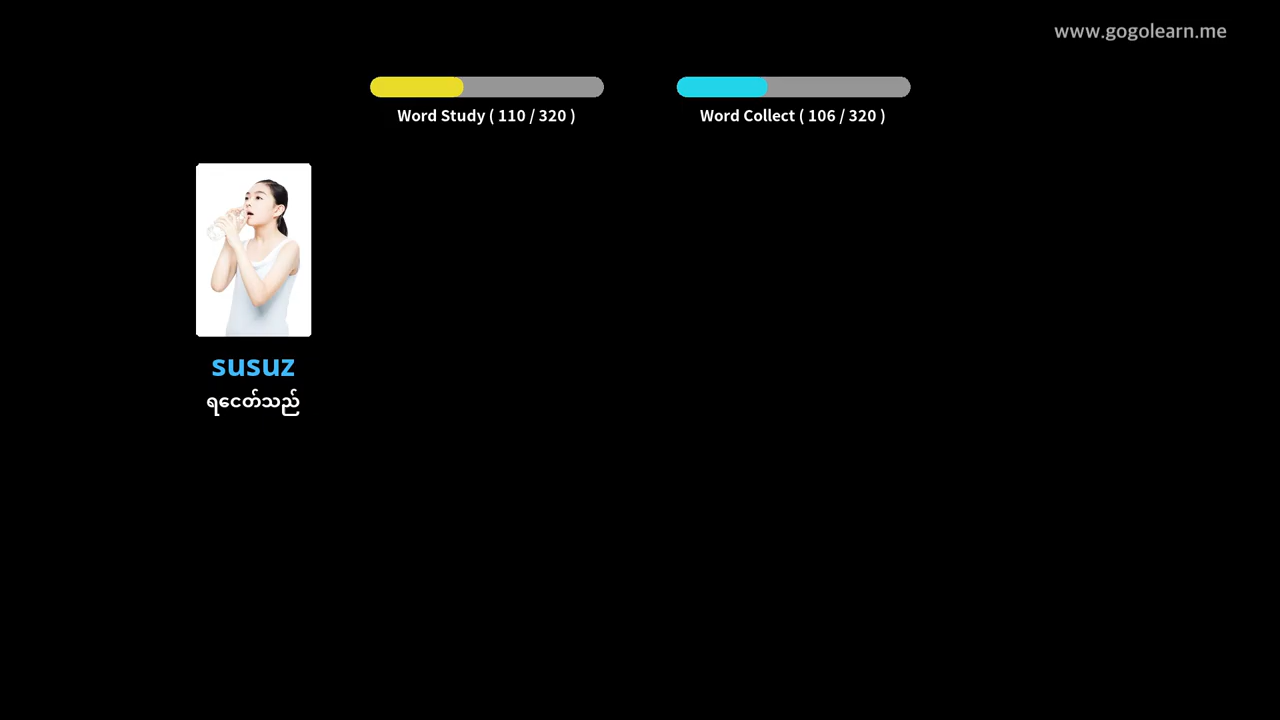 www.gogolearn.me
Word Study ( 110 / 320 )
Word Collect ( 106 / 320 )
susuz
ရငေတ်သည်